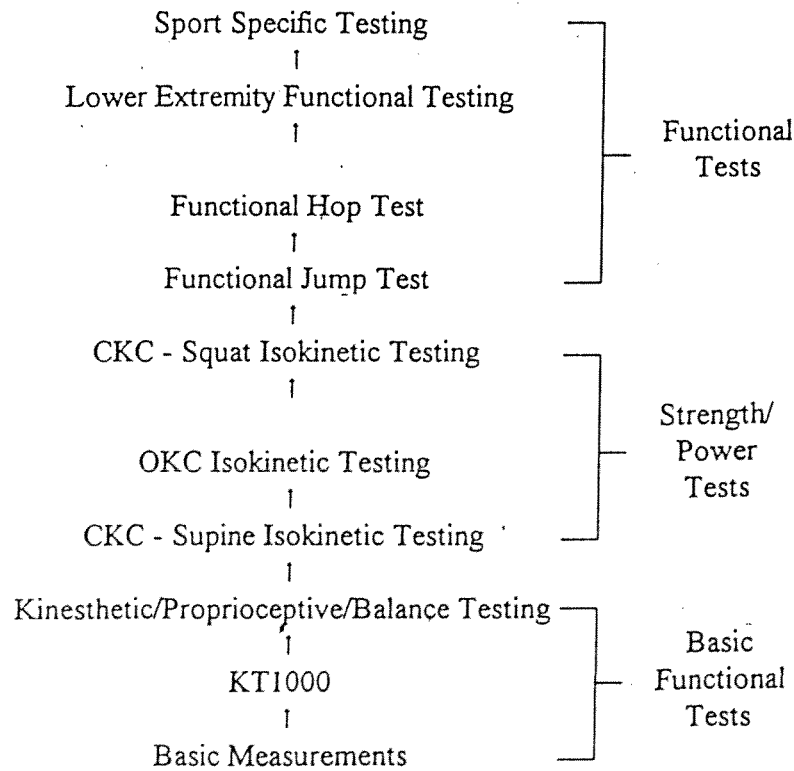 Sport Specific Testing
↑
Lower Extremity Functional Testing
↑
Functional Hop Test
↑
Functional Jump Test
↑
CKC - Squat Isokinetic Testing
↑
OKC Isokinetic Testing
↑
CKC - Supine Isokinetic Testing
↑
Kinesthetic/Proprioceptive/Balance Testing
↑
KT1000
↑
Basic Measurements
Functional
Tests
Strength/
Power
Tests
Basic
Functional
Tests